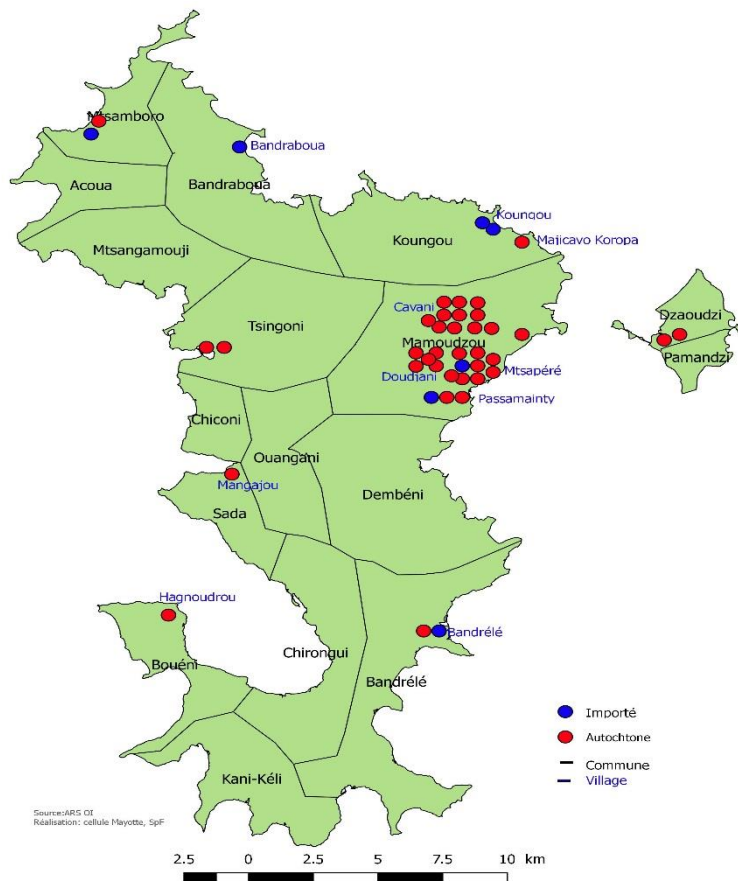 Mtsamboro
Bandraboua
Acoua
Bandraboua
Koungou
Koungou
Majicavo Koropa
Mtsangamouji
Dzaoudzi
Cavani
Tsingoni
Mamoudzou
Pamandzi
Doudjani
Mtsapéré
Passamainty
Chiconi
Ouangani
Mangajou
Dembéni
Sada
Hagnoudrou
Bandrélé
Chirongui
Bouéni
Bandrélé
Importé
Autochtone
Commune
Village
Kani-Kéli
Source:ARS OI
Réalisation: cellule Mayotte, SpF
2.5 0 2.5 5 7.5 10 km